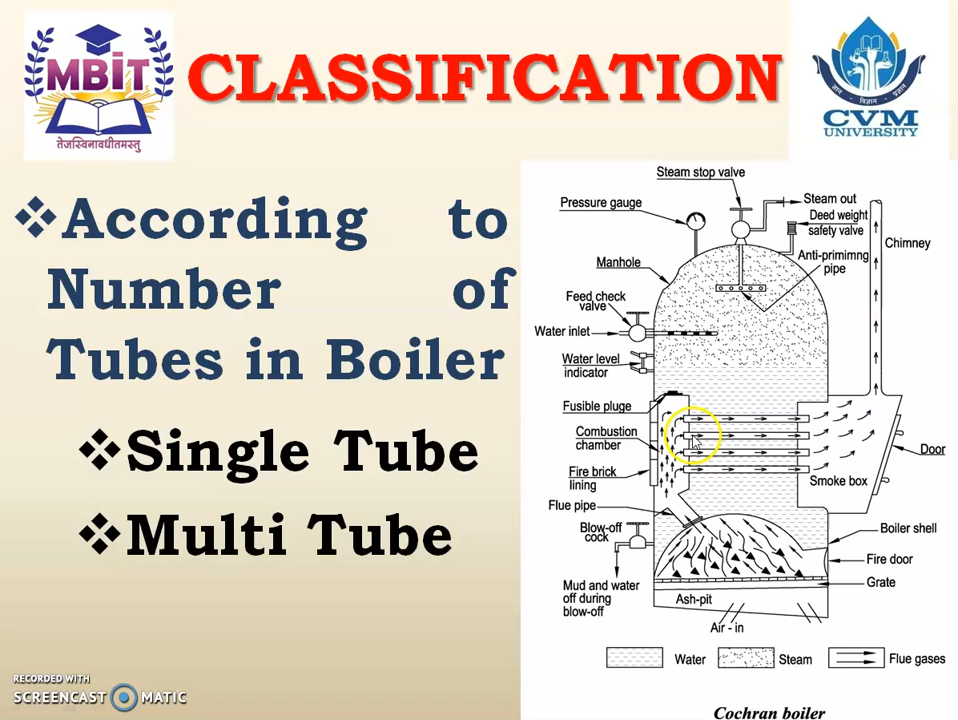 MBiT
तेजस्विनावधीतमस्तु
CLASSIFICATION
ज्ञान • विज्ञान • प्रज्ञान
CVM
UNIVERSITY
❖According to
Number of
Tubes in Boiler
❖Single Tube
❖Multi Tube
Steam stop valve
Pressure gauge
Steam out
Deed weight
safety valve
Chimney
Manhole
Anti-primimng
pipe
Feed check
valve
Water inlet
Water level
indicator
Fusible pluge
Combustion
chamber
Door
Fire brick
lining
Smoke box
Flue pipe
Blow-off
cock
Boiler shell
Fire door
Grate
Mud and water
off during
blow-off
Ash-pit
Air - in
Water
Steam
Flue gases
Cochran boiler
RECORDED WITH
SCREENCAST MATIC